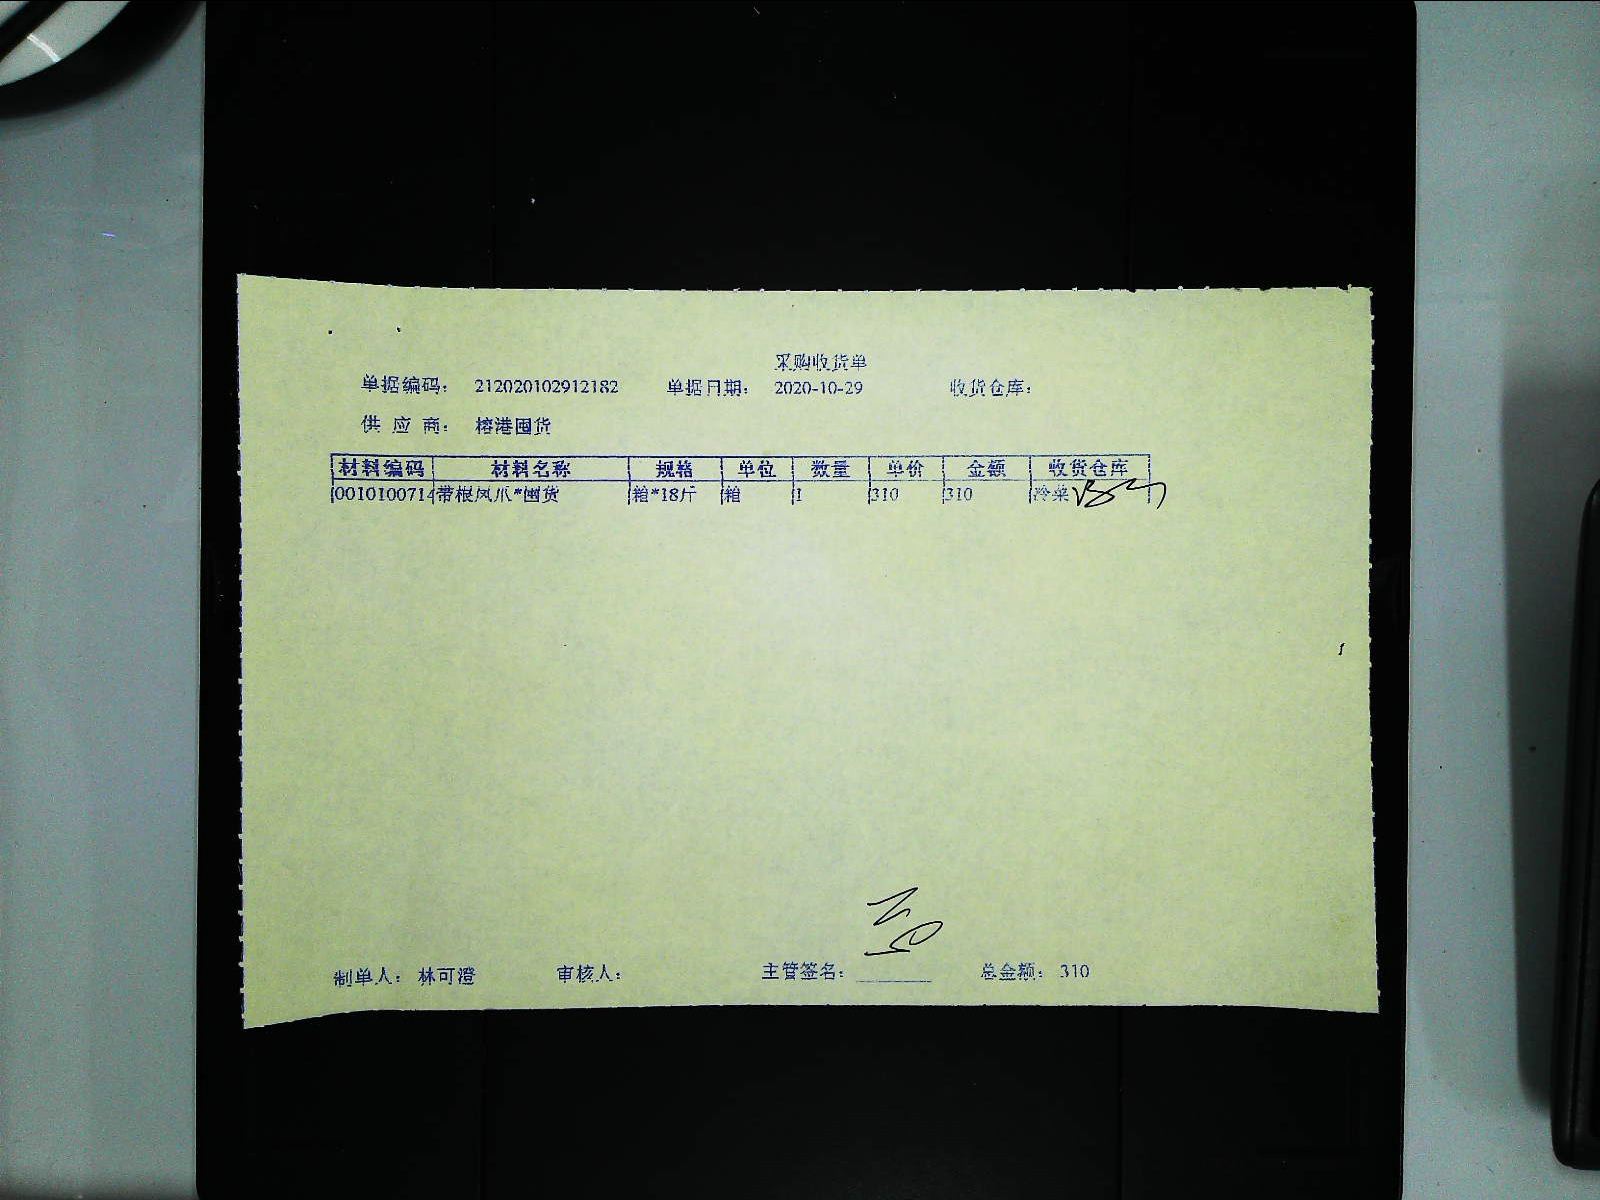 采购收货单
单据编码： 212020102912182 单据日期： 2020-10-29 收货仓库：
供 应 商： 榕港囤货
材料编码 材料名称 规格 单位 数量 单价 金额 收货仓库
0010100714 带根凤爪*囤货 箱*18斤 箱 1 310 310 冷菜
制单人： 林可澄 审核人： 主管签名： 总金额： 310